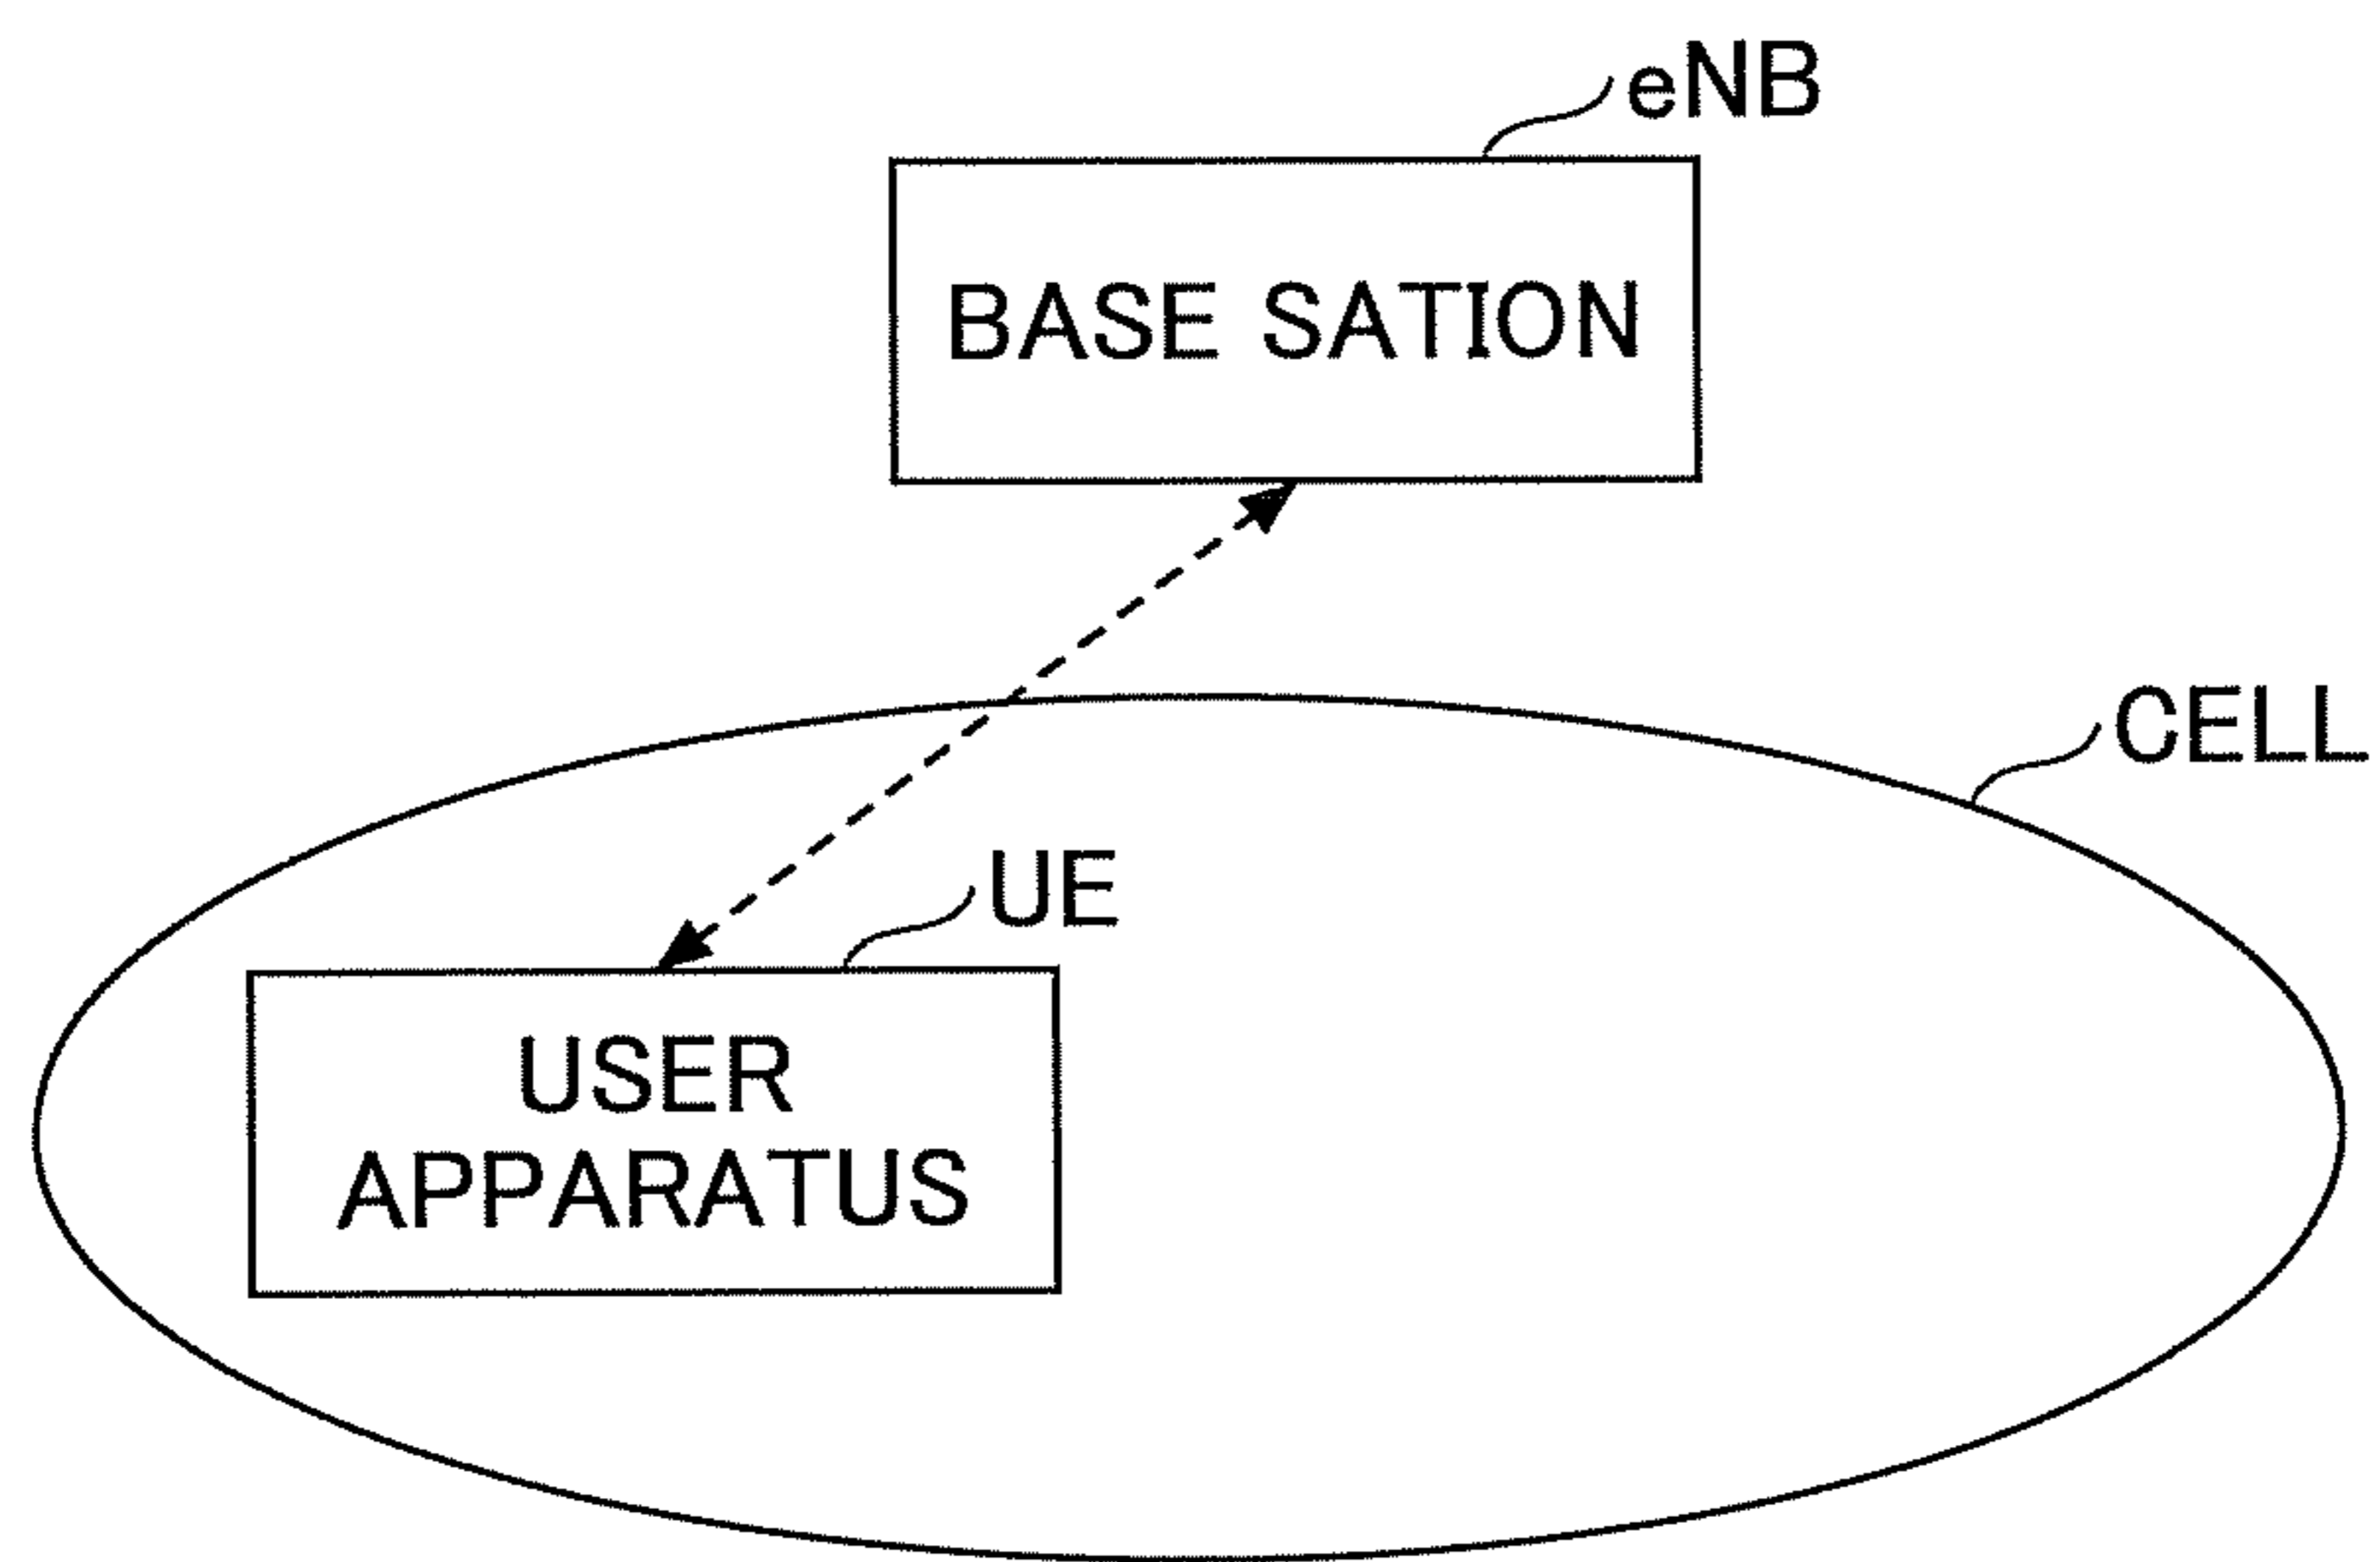 eNB
BASE SATION
CELL
UE
USER
APPARATUS